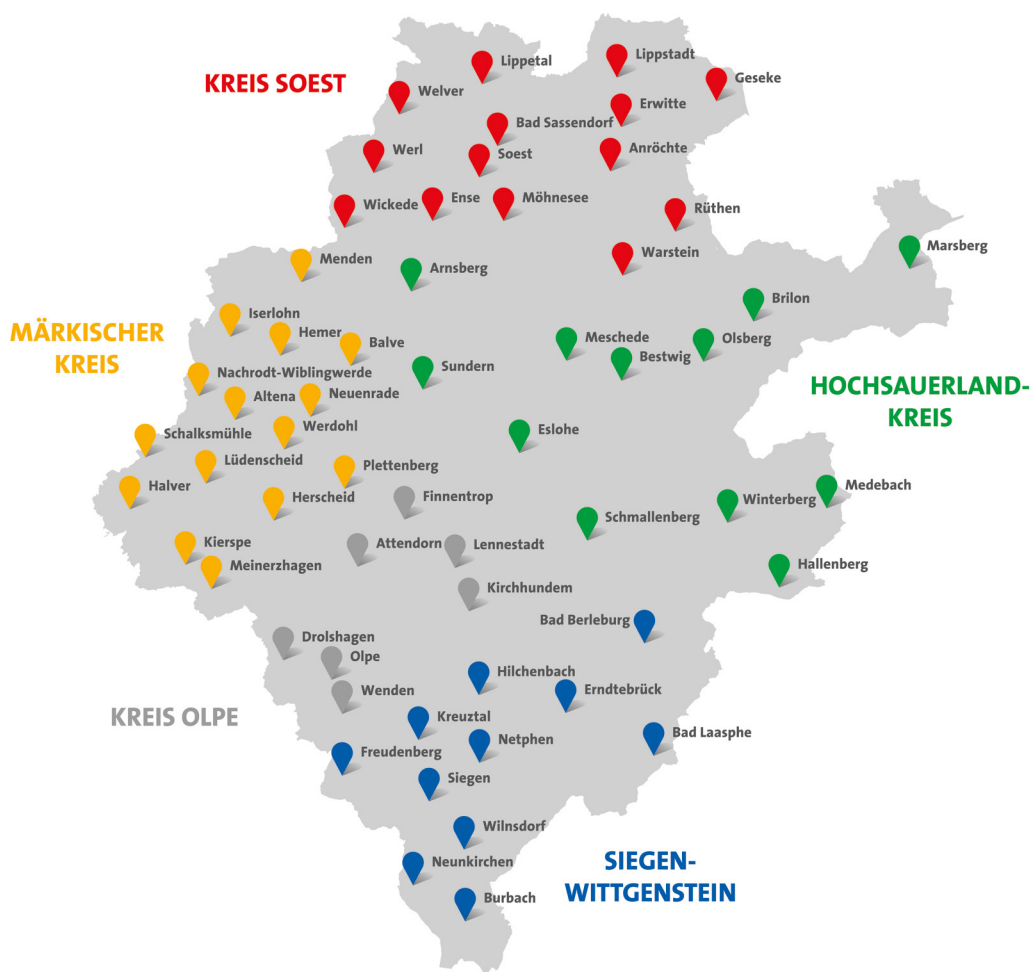 Lippetal
Lippstadt
KREIS SOEST
Geseke
Welver
Erwitte
Bad Sassendorf
Werl
Soest
Anröchte
Wickede
Ense
Möhnesee
Rüthen
Marsberg
Menden
Arnsberg
Warstein
Brilon
Iserlohn
MÄRKISCHER
KREIS
Hemer
Balve
Meschede
Olsberg
Bestwig
Nachrodt-Wiblingwerde
Sundern
HOCHSAUERLAND-
KREIS
Altena
Neuenrade
Schalksmühle
Werdohl
Eslohe
Lüdenscheid
Plettenberg
Halver
Herscheid
Finnentrop
Medebach
Winterberg
Schmallenberg
Kierspe
Attendorn
Lennestadt
Meinerzhagen
Hallenberg
Kirchhundem
Bad Berleburg
Drolshagen
Olpe
Hilchenbach
Wenden
Erndtebrück
KREIS OLPE
Kreuztal
Netphen
Bad Laasphe
Freudenberg
Siegen
Wilnsdorf
Neunkirchen
SIEGEN-
WITTGENSTEIN
Burbach